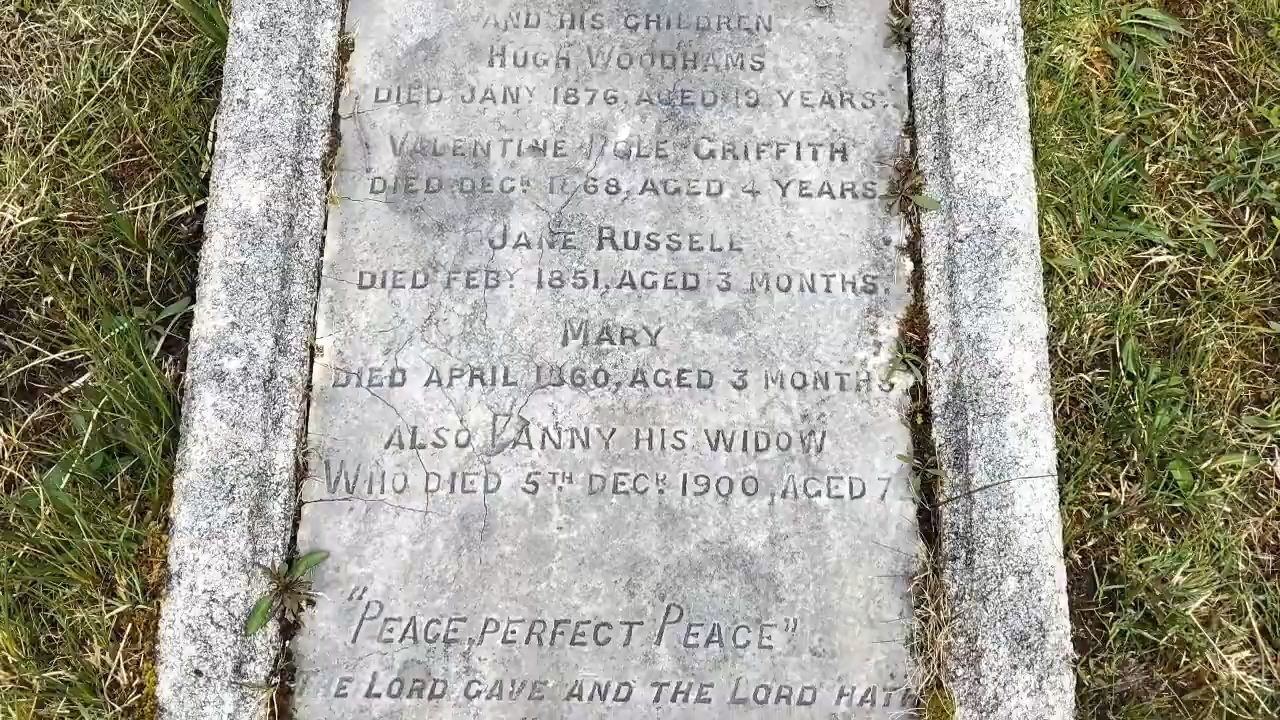 AND HIS CHILDREN
HUGH WOODHAMS
DIED JANY 1876, AGED 19 YEARS.
VALENTINE POLE GRIFFITH
DIED DECR 1868, AGED 4 YEARS
JANE RUSSELL
DIED FEBY 1851, AGED 3 MONTHS.
MARY
DIED APRIL 1860, AGED 3 MONTHS
ALSO FANNY HIS WIDOW
WHO DIED 5TH DECR 1900, AGED 7
"PEACE, PERFECT PEACE"
LORD GAVE AND THE LORD HATH